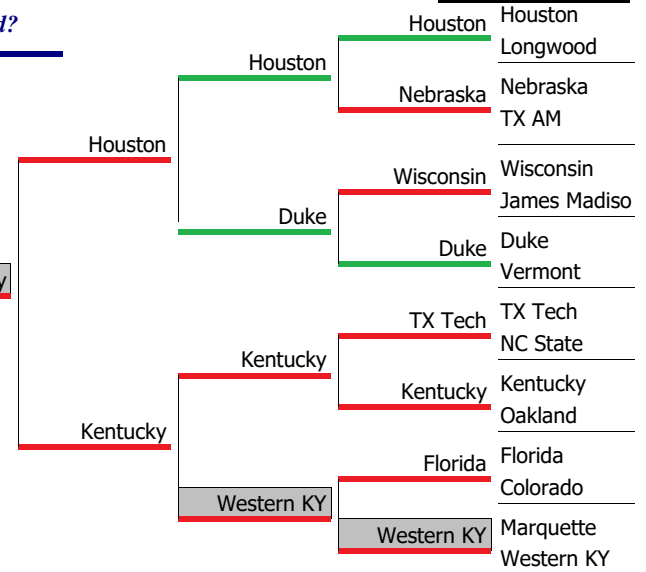 d?
Houston
Houston
Longwood
Houston
Nebraska
Nebraska
TX AM
Houston
Wisconsin
Wisconsin
James Madiso
Duke
Duke
Duke
Vermont
y
TX Tech
TX Tech
NC State
Kentucky
Kentucky
Kentucky
Oakland
Kentucky
Florida
Florida
Colorado
Western KY
Western KY
Marquette
Western KY